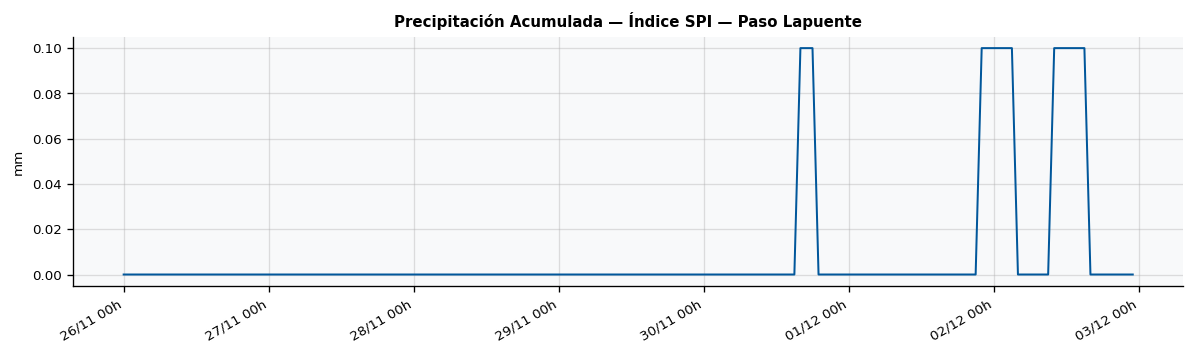 Precipitación Acumulada — Índice SPI — Paso Lapuente
mm
0.10
0.08
0.06
0.04
0.02
0.00
26/11 00h
27/11 00h
28/11 00h
29/11 00h
30/11 00h
01/12 00h
02/12 00h
03/12 00h